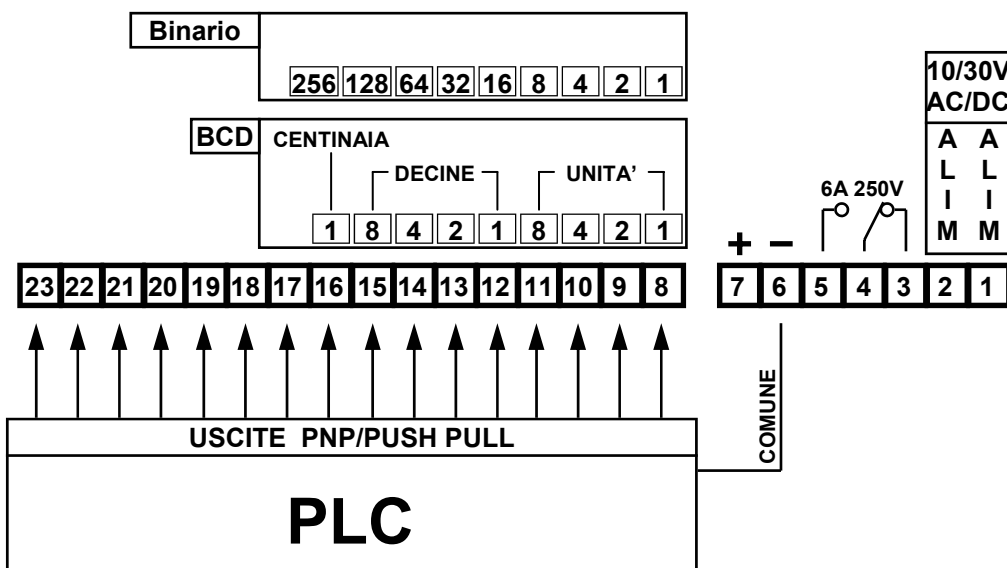 Binario
256 128 64 32 16 8 4 2 1
BCD CENTINAIA
DECINE UNITA’
1 8 4 2 1 8 4 2 1
10/30V
AC/DC
A A
L L
I I
M M
6A 250V
+ −
23 22 21 20 19 18 17 16 15 14 13 12 11 10 9 8 7 6 5 4 3 2 1
COMUNE
USCITE PNP/PUSH PULL
PLC